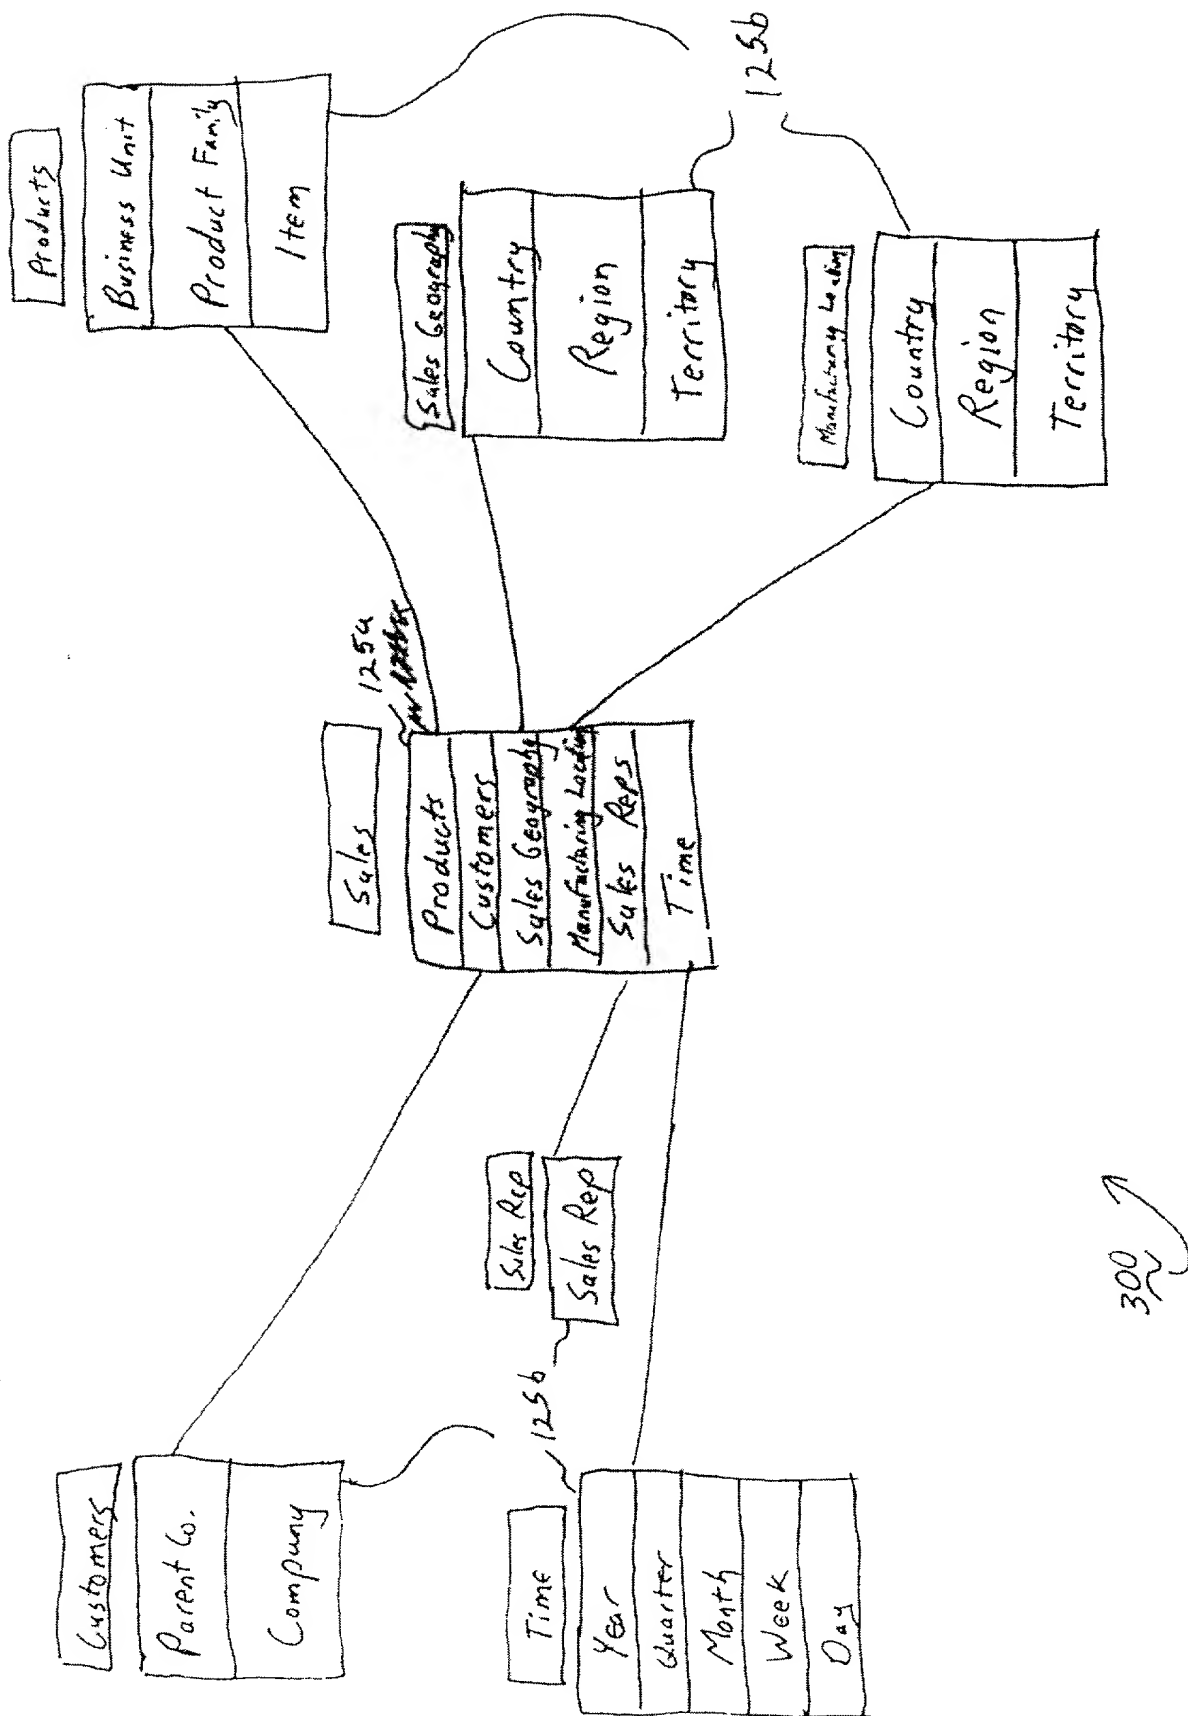 Customers
Parent Co.
Company
Time
Year
Quarter
Month
Week
Day
125b
Sales Rep
Sales Rep
Sales
125a
Products
Customers
Sales Geography
Manufacturing Location
Sales Reps
Time
Products
Business Unit
Product Family
Item
Sales Geography
Country
Region
Territory
Manufacturing Location
Country
Region
Territory
125b
300